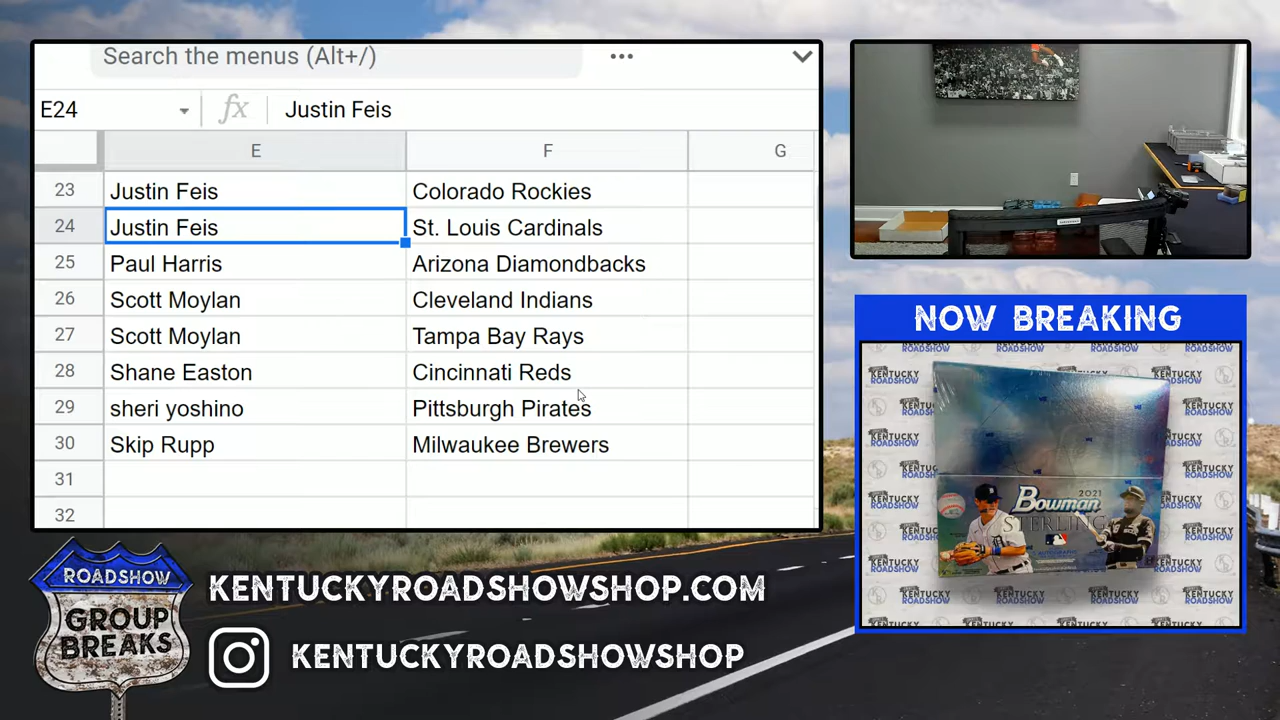 Search the menus (Alt+/)
E24 fx Justin Feis
E F G
23 Justin Feis Colorado Rockies
24 Justin Feis St. Louis Cardinals
25 Paul Harris Arizona Diamondbacks
26 Scott Moylan Cleveland Indians
27 Scott Moylan Tampa Bay Rays
28 Shane Easton Cincinnati Reds
29 sheri yoshino Pittsburgh Pirates
30 Skip Rupp Milwaukee Brewers
31
32
NOW BREAKING
KENTUCKY ROADSHOW
2021
Bowman
STERLING
ROADSHOW
GROUP
BREAKS
KENTUCKYROADSHOWSHOP.COM
KENTUCKYROADSHOWSHOP